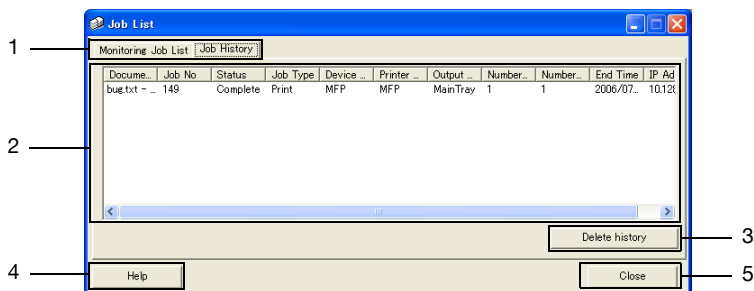 Job List
1
Monitoring Job List Job History
Docume... Job No Status Job Type Device ... Printer ... Output ... Number... Number... End Time IP Ad
bug.txt - ... 149 Complete Print MFP MFP MainTray 1 1 2006/07... 10.128
2
Delete history 3
4 Help Close 5